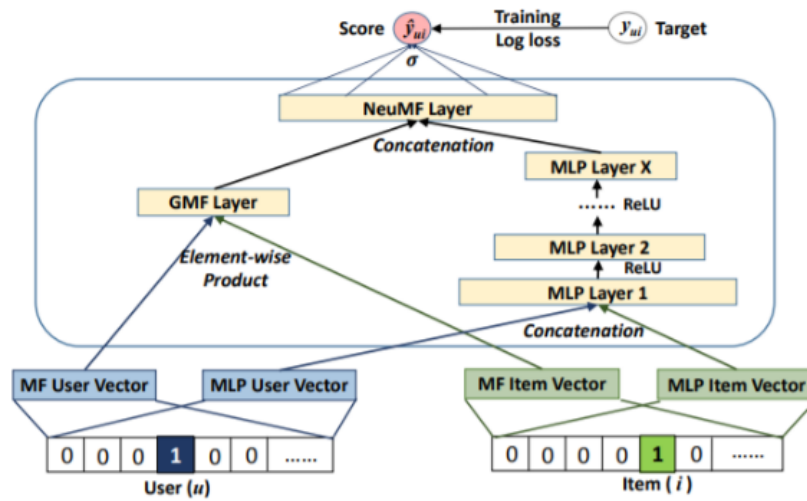 Score ŷui Training yui Target
Log loss
σ
NeuMF Layer
Concatenation
MLP Layer X
GMF Layer
...... ReLU
Element-wise
Product
MLP Layer 2
ReLU
MLP Layer 1
Concatenation
MF User Vector MLP User Vector MF Item Vector MLP Item Vector
0 0 0 1 0 0 ...... 0 0 0 0 1 0 ......
User (u) Item ( i )